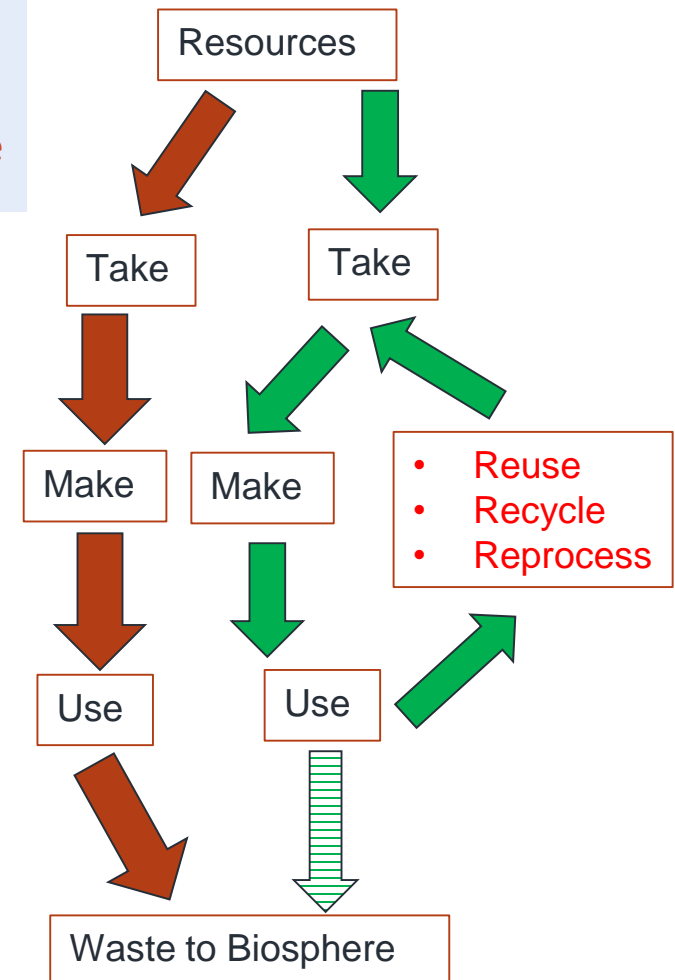 Resources
Take
Take
Make
Make
• Reuse
• Recycle
• Reprocess
Use
Use
Waste to Biosphere